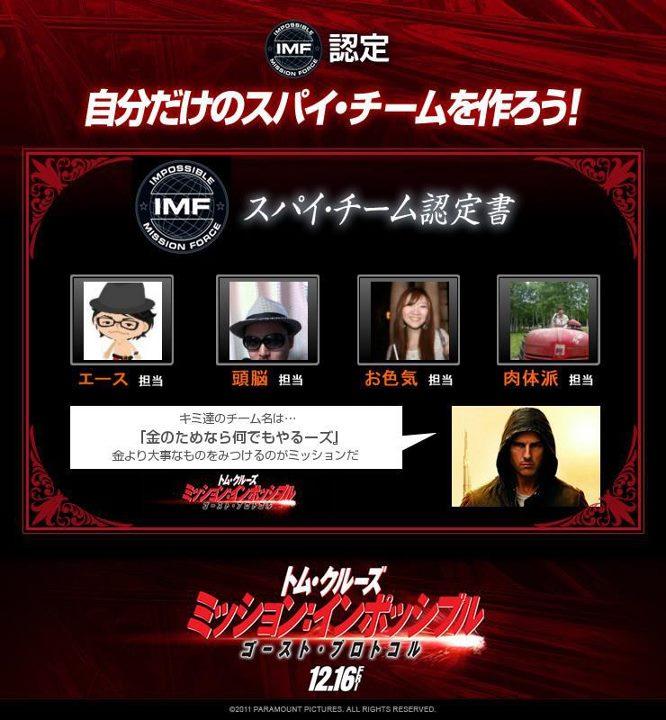 IMPOSSIBLE
IMF
MISSION FORCE
認定
自分だけのスパイ・チームを作ろう!
IMPOSSIBLE
IMF
MISSION FORCE
スパイ・チーム認定書
エース 担当
頭脳 担当
お色気 担当
肉体派 担当
キミ達のチーム名は…
「金のためなら何でもやるーズ」
金より大事なものをみつけるのがミッションだ
トム・クルーズ
ミッション:インポッシブル
ゴースト・プロトコル
トム・クルーズ
ミッション:インポッシブル
ゴースト・プロトコル
12.16 FRI
©2011 PARAMOUNT PICTURES. ALL RIGHTS RESERVED.